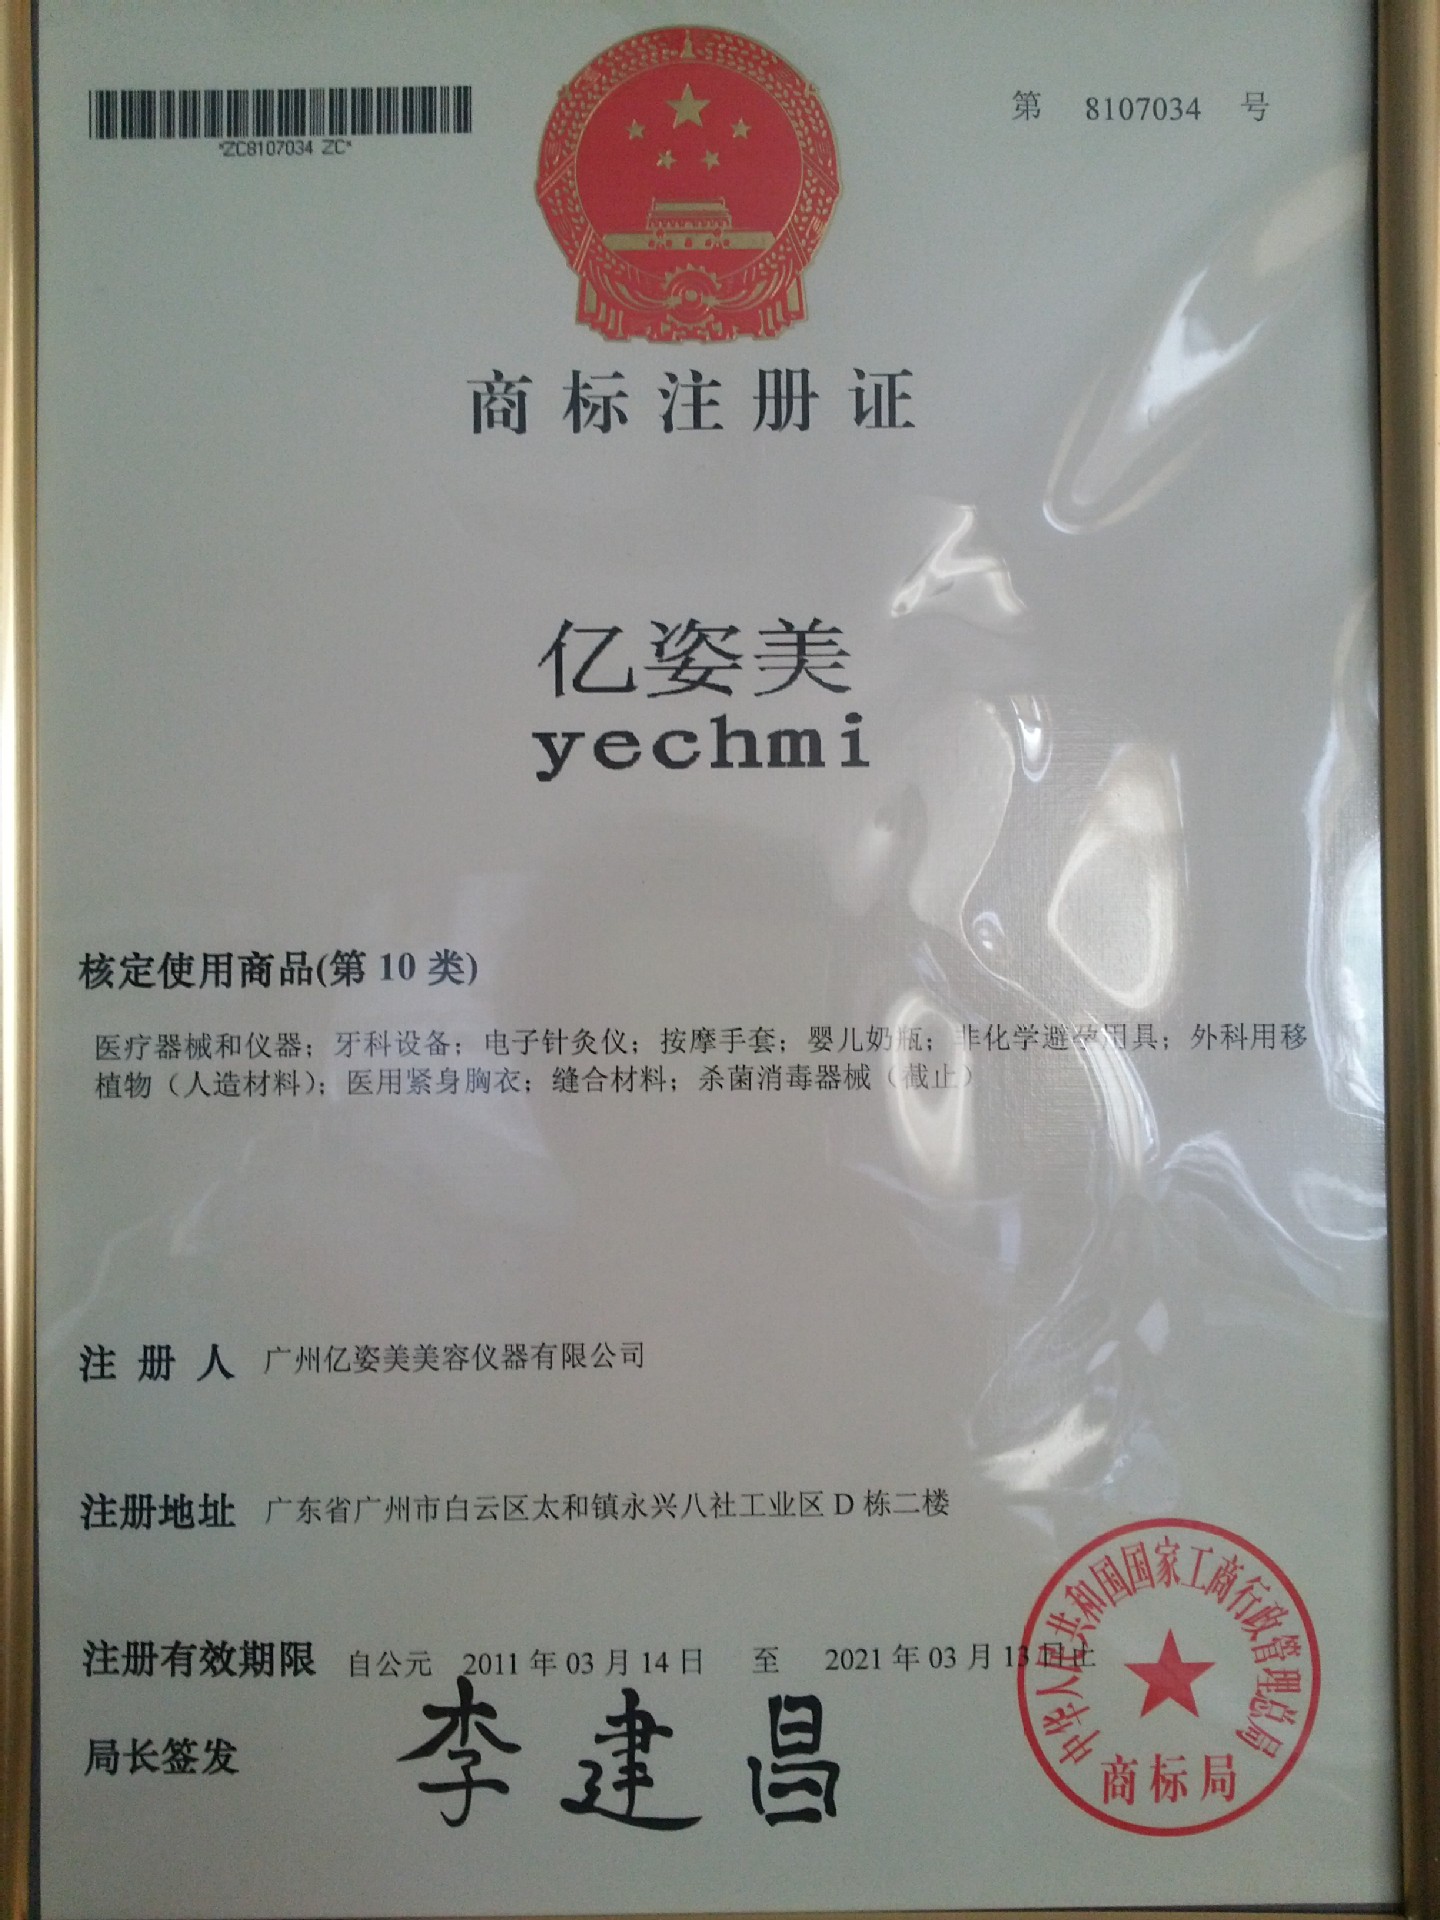 *ZC8107034 ZC*
第 8107034 号
商标注册证
亿姿美
yechmi
核定使用商品(第 10 类)
医疗器械和仪器；牙科设备；电子针灸仪；按摩手套；婴儿奶瓶；非化学避孕用具；外科用移
植物（人造材料）；医用紧身胸衣；缝合材料；杀菌消毒器械（截止）
注 册 人 广州亿姿美美容仪器有限公司
注册地址 广东省广州市白云区太和镇永兴八社工业区 D 栋二楼
注册有效期限 自公元 2011 年 03 月 14 日 至 2021 年 03 月 13 日止
局长签发 李建昌
中华人民共和国国家工商行政管理总局
商标局